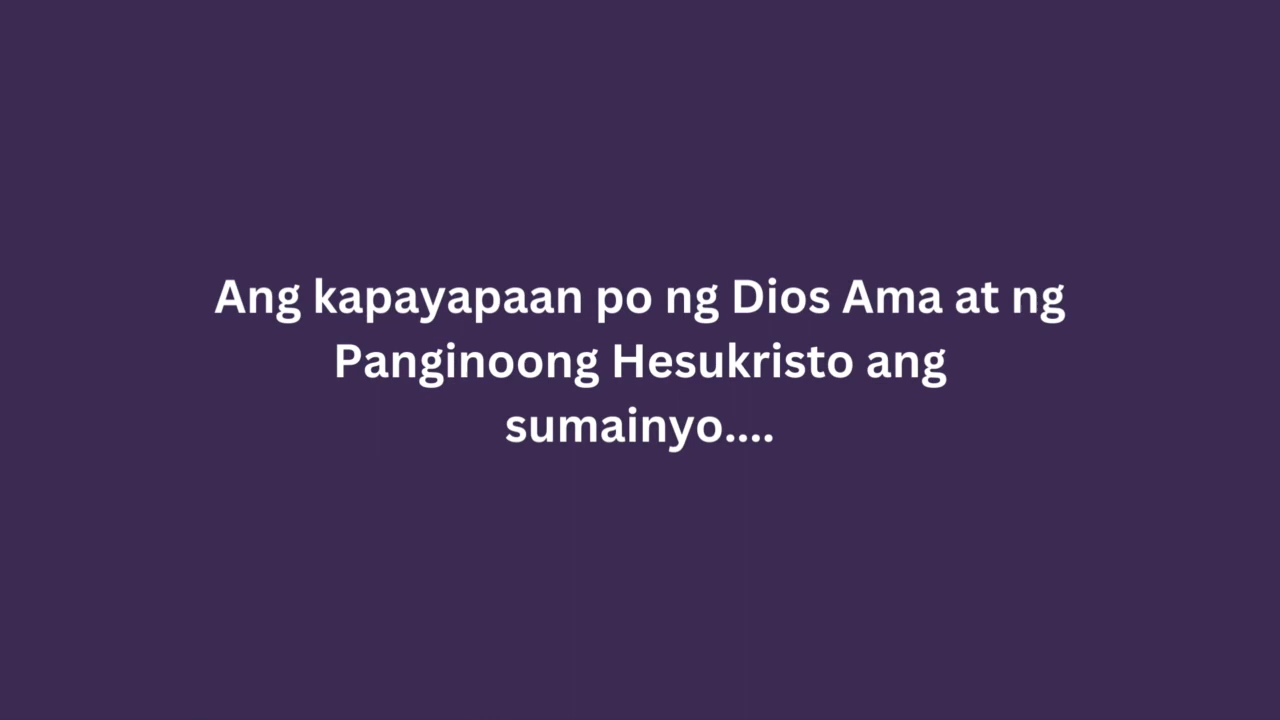 Ang kapayapaan po ng Dios Ama at ng
Panginoong Hesukristo ang
sumainyo....